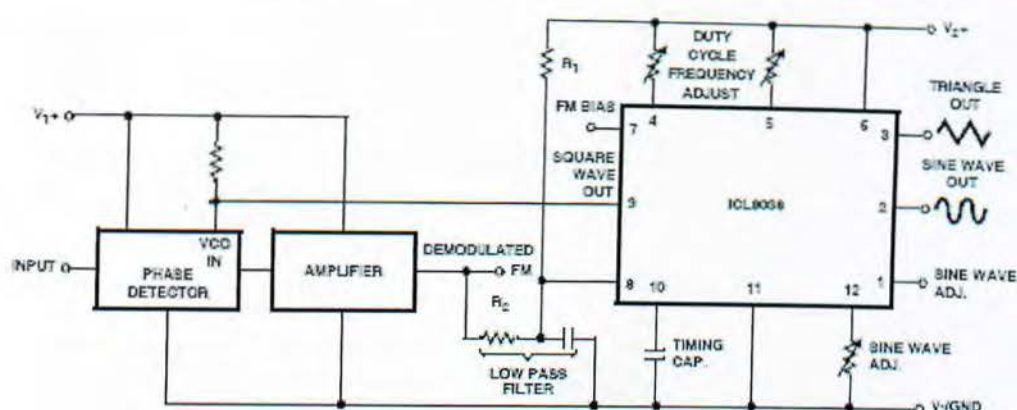 V2+
DUTY
CYCLE
FREQUENCY
ADJUST
R1
TRIANGLE
OUT
V1+
FM BIAS
7
4
5
6
3
SQUARE
WAVE
OUT
SINE WAVE
OUT
9
ICL8038
2
VCO
IN
INPUT
PHASE
DETECTOR
AMPLIFIER
DEMODULATED
FM
8
10
11
12
1
SINE WAVE
ADJ.
R2
TIMING
CAP.
SINE WAVE
ADJ.
LOW PASS
FILTER
V-/GND